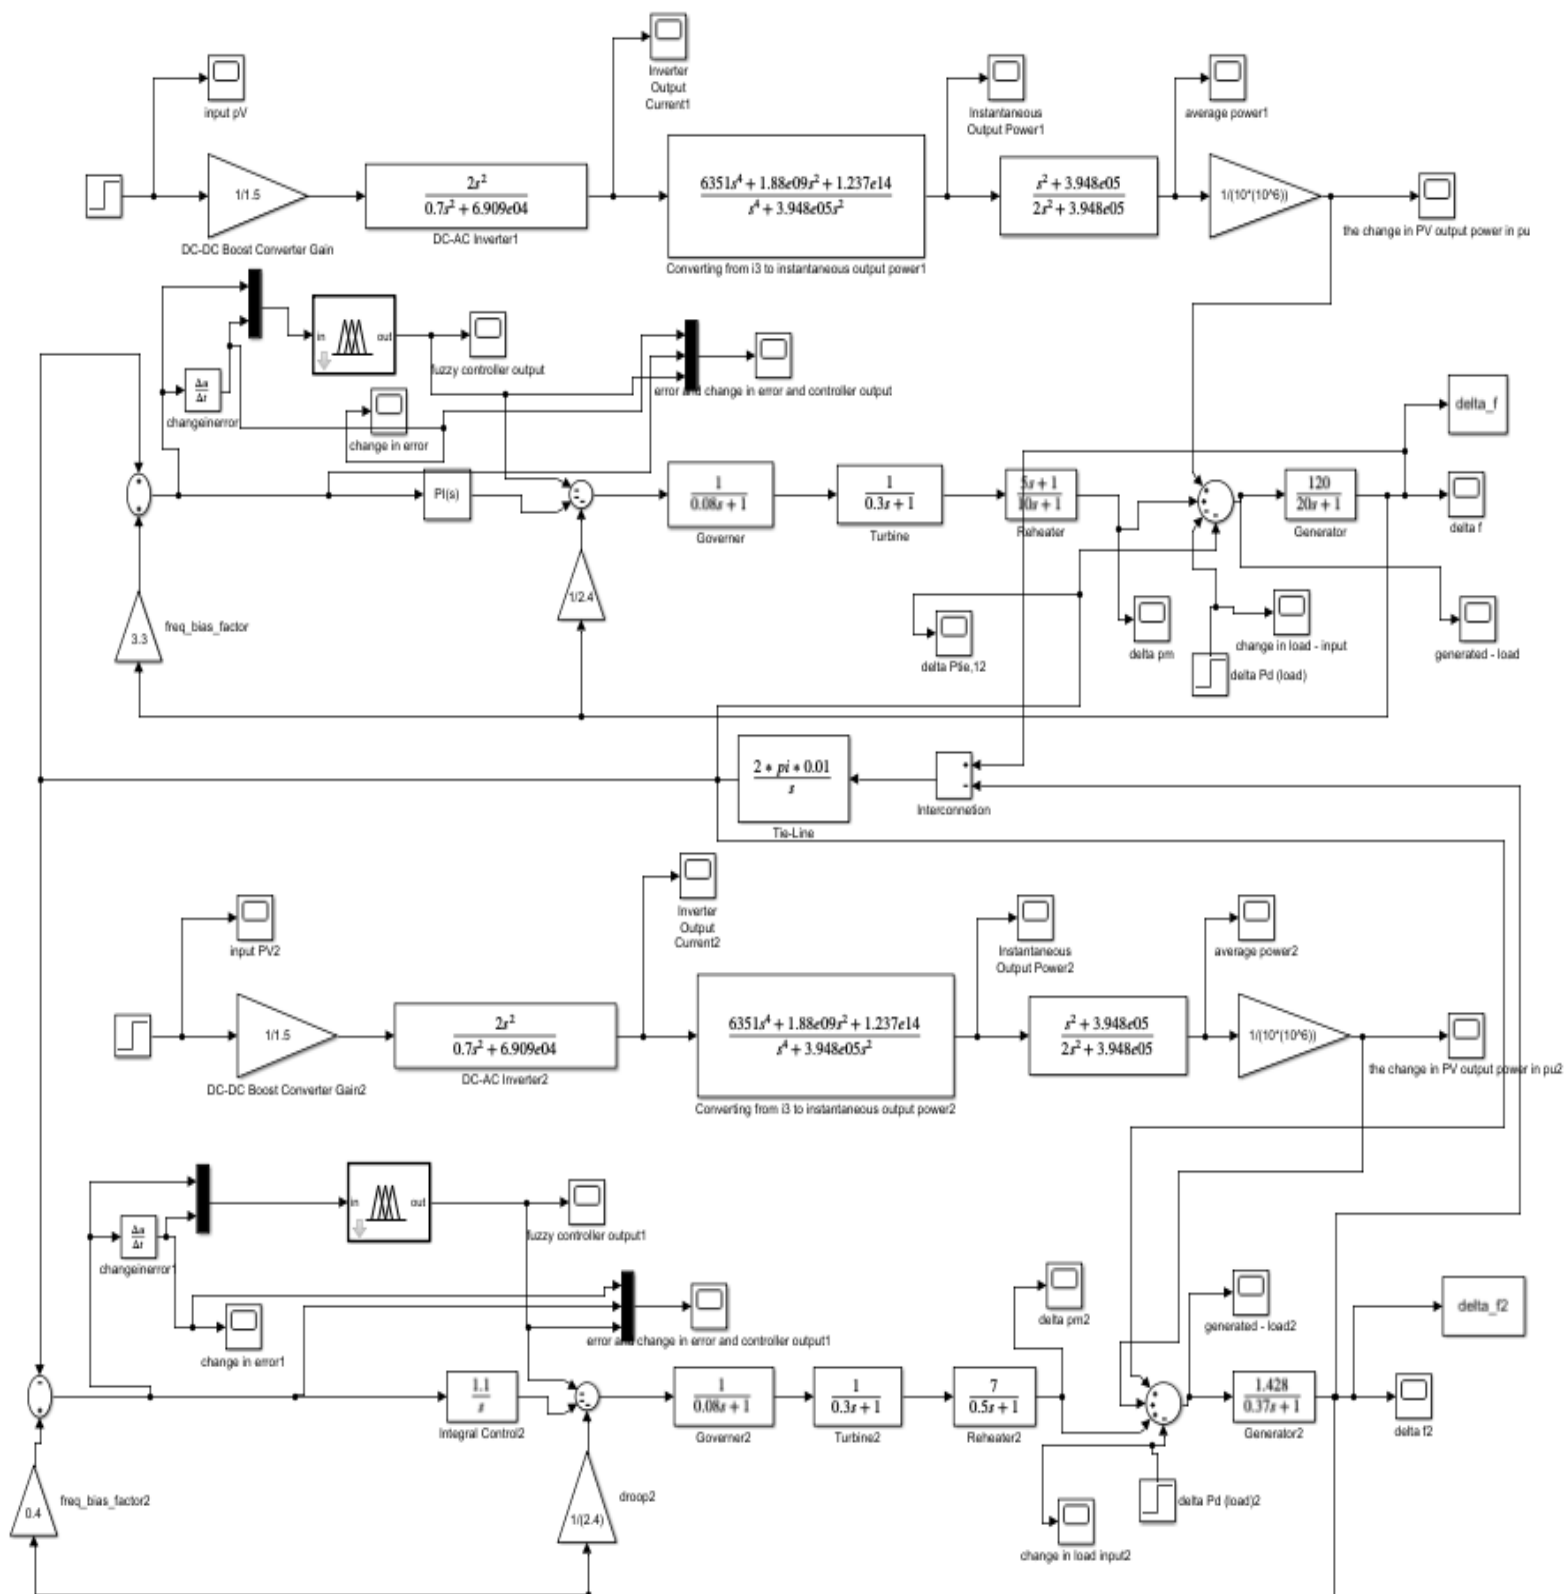 Inverter
Output
Current1
input pV
Instantaneous
Output Power1
average power1
1/1.5
2s² / 0.7s² + 6.909e04
6351s⁴ + 1.88e09s² + 1.237e14 / s⁴ + 3.948e05s²
s² + 3.948e05 / 2s² + 3.948e05
1/(10*(10^6))
DC-DC Boost Converter Gain
DC-AC Inverter1
Converting from i3 to instantaneous output power1
the change in PV output power in pu
in
out
fuzzy controller output
Δu / Δt
changeinerror
error and change in error and controller output
change in error
delta_f
PI(s)
1 / 0.08s + 1
Governer
1 / 0.3s + 1
Turbine
5s + 1 / 10s + 1
Reheater
120 / 20s + 1
Generator
delta f
1/2.4
3.3
freq_bias_factor
delta Ptie,12
delta pm
change in load - input
delta Pd (load)
generated - load
2 * pi * 0.01 / s
Tie-Line
+
-
Interconnetion
Inverter
Output
Current2
input PV2
Instantaneous
Output Power2
average power2
1/1.5
2s² / 0.7s² + 6.909e04
6351s⁴ + 1.88e09s² + 1.237e14 / s⁴ + 3.948e05s²
s² + 3.948e05 / 2s² + 3.948e05
1/(10*(10^6))
DC-DC Boost Converter Gain2
DC-AC Inverter2
Converting from i3 to instantaneous output power2
the change in PV output power in pu2
in
out
fuzzy controller output1
Δu / Δt
changeinerror1
change in error1
error and change in error and controller output1
delta pm2
generated - load2
delta_f2
1.1 / s
Integral Control2
1 / 0.08s + 1
Governer2
1 / 0.3s + 1
Turbine2
7 / 0.5s + 1
Reheater2
1.428 / 0.37s + 1
Generator2
delta f2
0.4
freq_bias_factor2
1/(2.4)
droop2
delta Pd (load)2
change in load input2